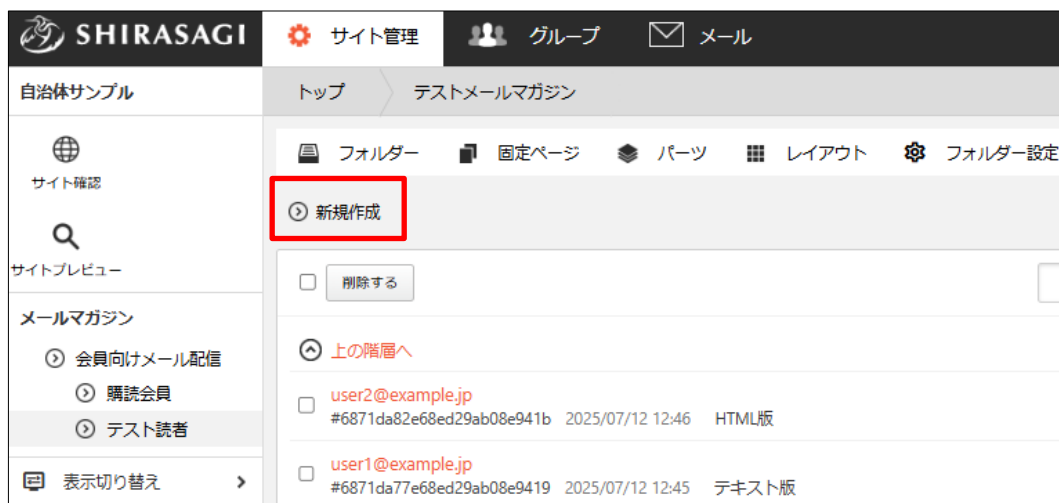 SHIRASAGI
サイト管理
グループ
メール
自治体サンプル
トップ
テストメールマガジン
サイト確認
サイトプレビュー
フォルダー
固定ページ
パーツ
レイアウト
フォルダー設定
新規作成
削除する
メールマガジン
会員向けメール配信
購読会員
テスト読者
表示切り替え
上の階層へ
user2@example.jp
#6871da82e68ed29ab08e941b 2025/07/12 12:46 HTML版
user1@example.jp
#6871da77e68ed29ab08e9419 2025/07/12 12:45 テキスト版